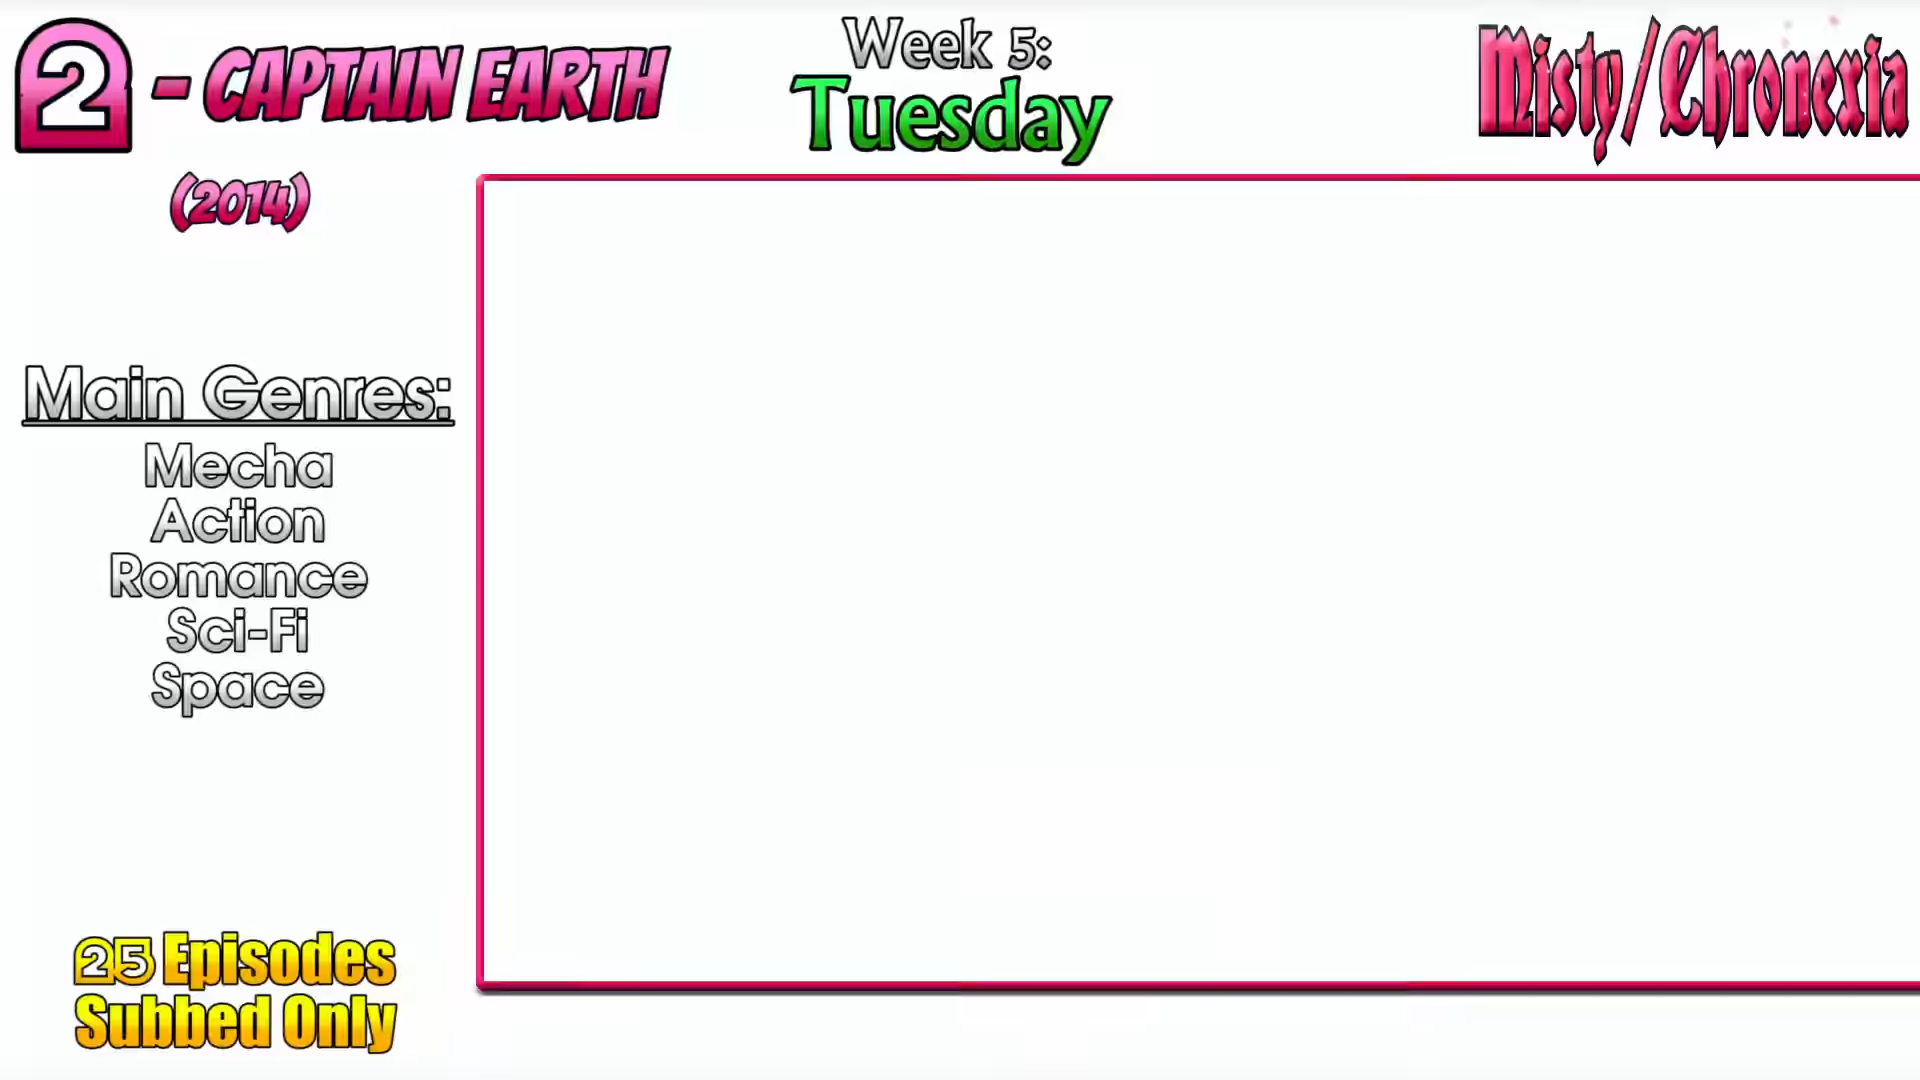 2 - CAPTAIN EARTH
(2014)
Week 5:
Tuesday
Misty/Chronexia
Main Genres:
Mecha
Action
Romance
Sci-Fi
Space
25 Episodes
Subbed Only